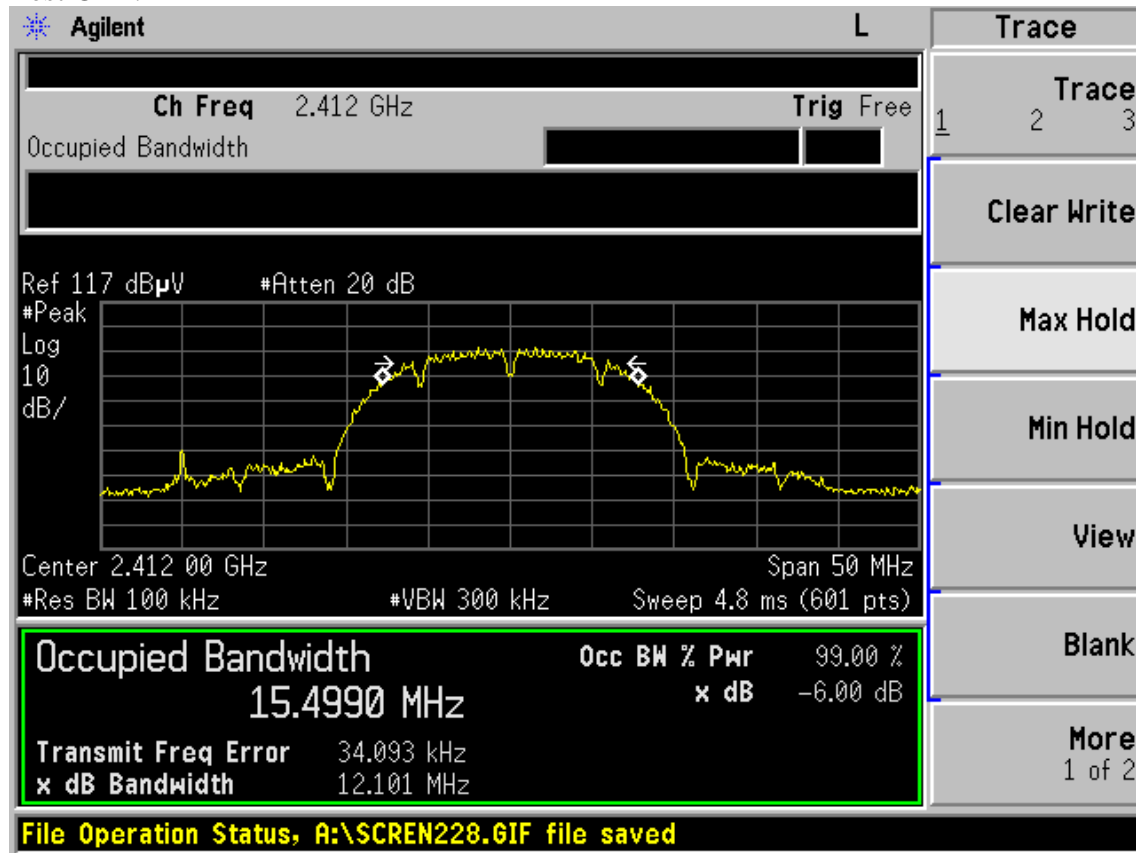 Agilent L Trace
Ch Freq 2.412 GHz Trig Free
Occupied Bandwidth
Trace
1 2 3
Clear Write
Max Hold
Min Hold
View
Blank
More
1 of 2
Ref 117 dBµV #Atten 20 dB
#Peak
Log
10
dB/
Center 2.412 00 GHz Span 50 MHz
#Res BW 100 kHz #VBW 300 kHz Sweep 4.8 ms (601 pts)
Occupied Bandwidth Occ BW % Pwr 99.00 %
15.4990 MHz x dB -6.00 dB
Transmit Freq Error 34.093 kHz
x dB Bandwidth 12.101 MHz
File Operation Status, A:\SCREN228.GIF file saved